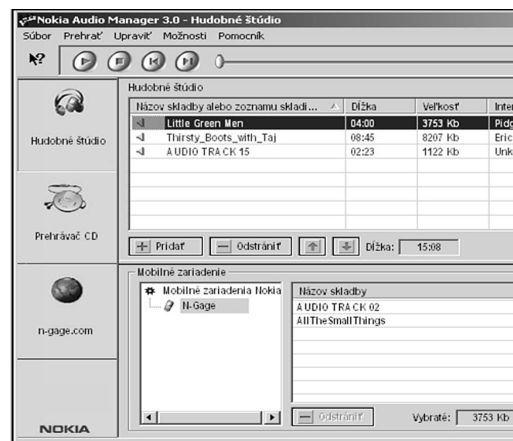 Nokia Audio Manager 3.0 - Hudobné štúdio
Súbor Prehrať Upraviť Možnosti Pomocník
Hudobné štúdio
Názov skladby alebo zoznamu skladi... Dĺžka Veľkosť Inter
Little Green Men 04:00 3753 Kb Pidg
Thirsty_Boots_with_Taj 08:45 8207 Kb Eric
AUDIO TRACK 15 02:23 1122 Kb Unk
Hudobné štúdio
Prehrávač CD
Pridať Odstrániť Dĺžka: 15:08
Mobilné zariadenie
Mobilné zariadenia Nokia Názov skladby
N-Gage AUDIO TRACK 02
AllTheSmallThings
n-gage.com
Odstrániť Vybraté: 3753 Kb
NOKIA